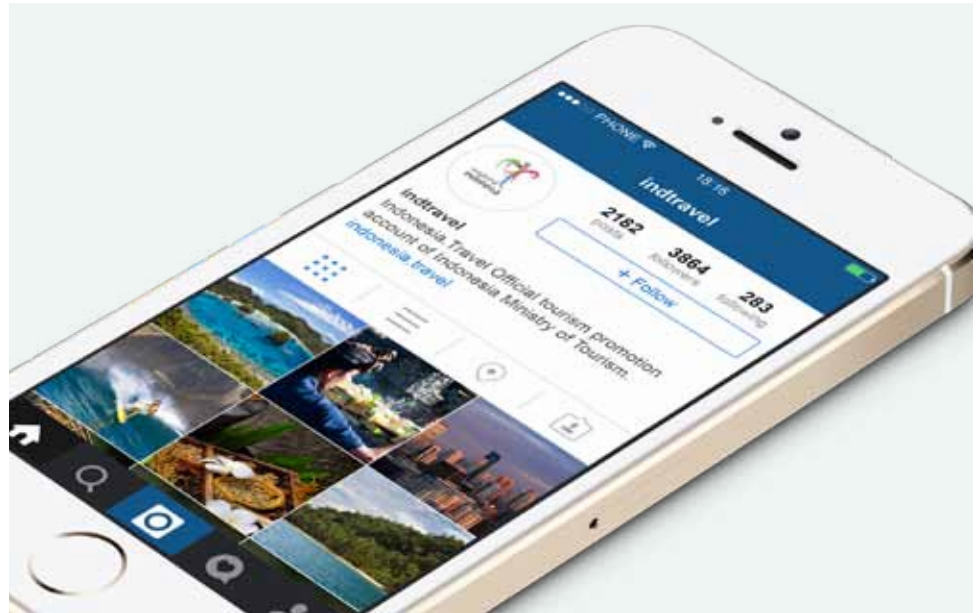 PHONE 18:16
indtravel
2162 3864 283
posts followers following
+ Follow
indtravel
Indonesia.Travel Official tourism promotion
account of Indonesia Ministry of Tourism.
indonesia.travel